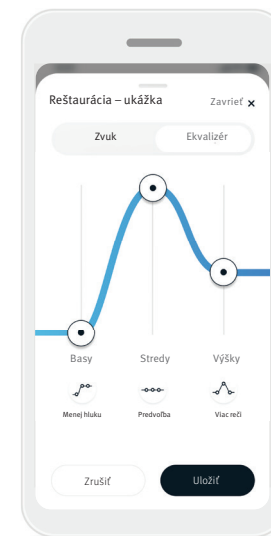 Reštaurácia – ukážka Zavrieť ×
Zvuk Ekvalizér
Basy Stredy Výšky
Menej hluku Predvoľba Viac reči
Zrušiť Uložiť